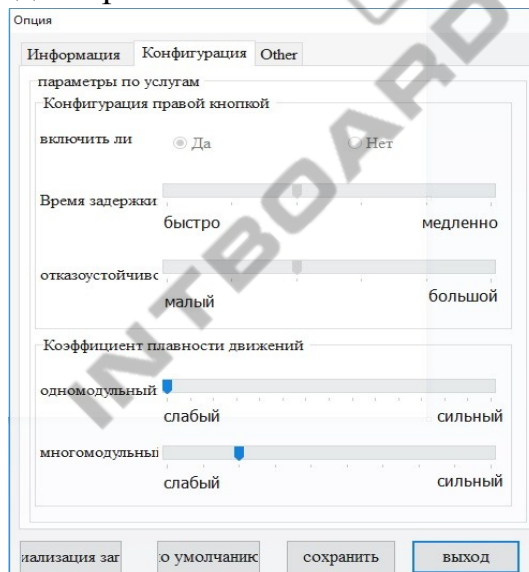 Опция
Информация Конфигурация Other
параметры по услугам
Конфигурация правой кнопкой
включить ли Да Нет
Время задержки
быстро медленно
отказоустойчивс
малый большой
Коэффициент плавности движений
одномодульный
слабый сильный
многомодульны
слабый сильный
иализация заг о умолчаник сохранить выход
INTBOARD